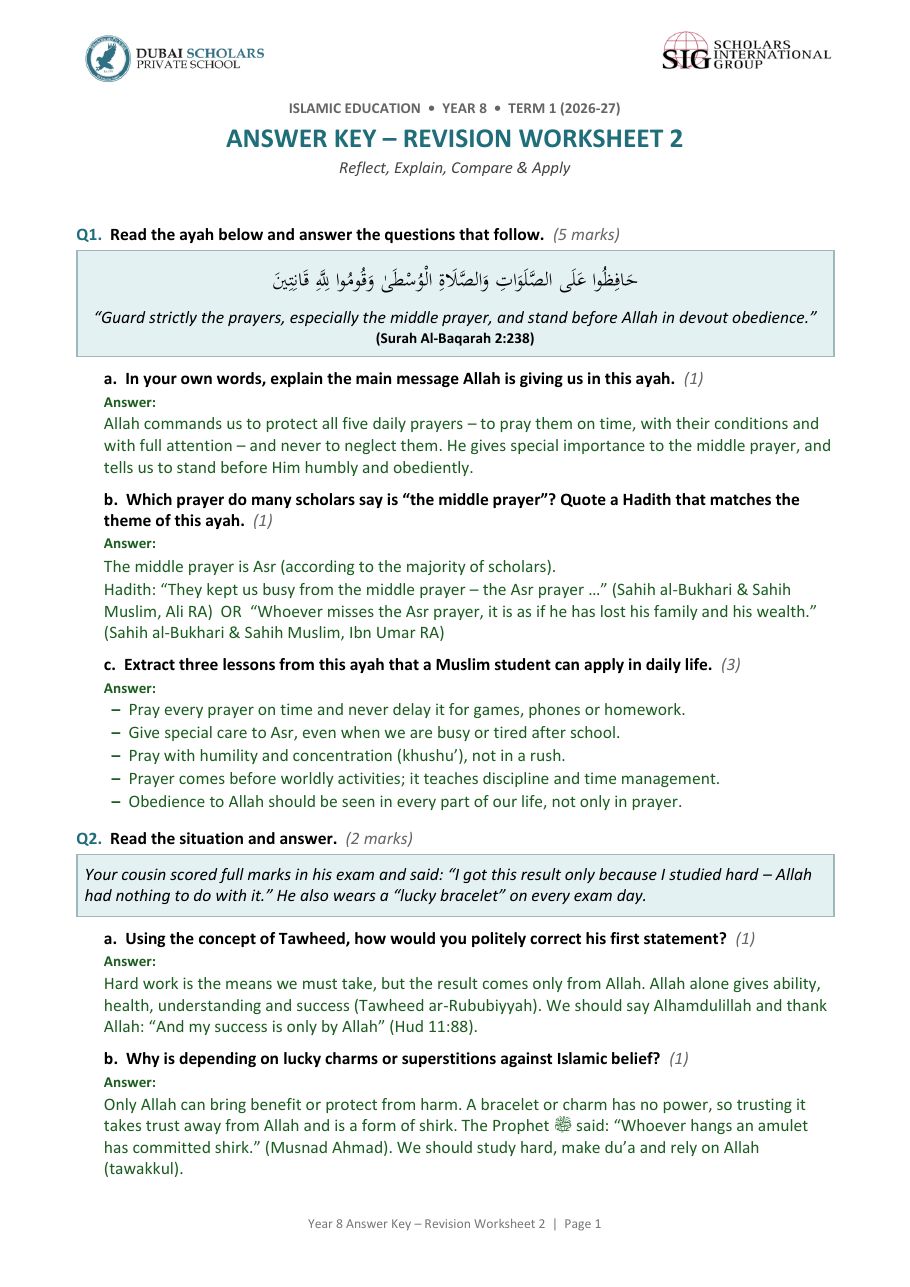 DUBAI SCHOLARS
PRIVATE SCHOOL
SIG SCHOLARS
INTERNATIONAL
GROUP
ISLAMIC EDUCATION • YEAR 8 • TERM 1 (2026-27)
ANSWER KEY – REVISION WORKSHEET 2
Reflect, Explain, Compare & Apply
Q1. Read the ayah below and answer the questions that follow. (5 marks)
حَافِظُوا عَلَى الصَّلَوَاتِ وَالصَّلَاةِ الْوُسْطَىٰ وَقُومُوا لِلَّهِ قَانِتِينَ
“Guard strictly the prayers, especially the middle prayer, and stand before Allah in devout obedience.”
(Surah Al-Baqarah 2:238)
a. In your own words, explain the main message Allah is giving us in this ayah. (1)
Answer:
Allah commands us to protect all five daily prayers – to pray them on time, with their conditions and
with full attention – and never to neglect them. He gives special importance to the middle prayer, and
tells us to stand before Him humbly and obediently.
b. Which prayer do many scholars say is “the middle prayer”? Quote a Hadith that matches the
theme of this ayah. (1)
Answer:
The middle prayer is Asr (according to the majority of scholars).
Hadith: “They kept us busy from the middle prayer – the Asr prayer …” (Sahih al-Bukhari & Sahih
Muslim, Ali RA) OR “Whoever misses the Asr prayer, it is as if he has lost his family and his wealth.”
(Sahih al-Bukhari & Sahih Muslim, Ibn Umar RA)
c. Extract three lessons from this ayah that a Muslim student can apply in daily life. (3)
Answer:
– Pray every prayer on time and never delay it for games, phones or homework.
– Give special care to Asr, even when we are busy or tired after school.
– Pray with humility and concentration (khushu’), not in a rush.
– Prayer comes before worldly activities; it teaches discipline and time management.
– Obedience to Allah should be seen in every part of our life, not only in prayer.
Q2. Read the situation and answer. (2 marks)
Your cousin scored full marks in his exam and said: “I got this result only because I studied hard – Allah
had nothing to do with it.” He also wears a “lucky bracelet” on every exam day.
a. Using the concept of Tawheed, how would you politely correct his first statement? (1)
Answer:
Hard work is the means we must take, but the result comes only from Allah. Allah alone gives ability,
health, understanding and success (Tawheed ar-Rububiyyah). We should say Alhamdulillah and thank
Allah: “And my success is only by Allah” (Hud 11:88).
b. Why is depending on lucky charms or superstitions against Islamic belief? (1)
Answer:
Only Allah can bring benefit or protect from harm. A bracelet or charm has no power, so trusting it
takes trust away from Allah and is a form of shirk. The Prophet ﷺ said: “Whoever hangs an amulet
has committed shirk.” (Musnad Ahmad). We should study hard, make du’a and rely on Allah
(tawakkul).
Year 8 Answer Key – Revision Worksheet 2 | Page 1